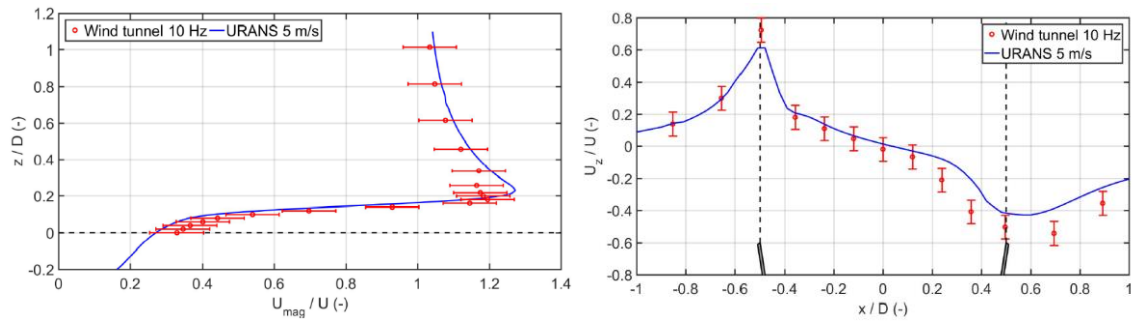 Wind tunnel 10 Hz
URANS 5 m/s
1.2
1
0.8
0.6
0.4
0.2
0
-0.2
z / D (-)
0 0.2 0.4 0.6 0.8 1 1.2 1.4
U_mag / U (-)
Wind tunnel 10 Hz
URANS 5 m/s
0.8
0.6
0.4
0.2
0
-0.2
-0.4
-0.6
-0.8
U_z / U (-)
-1 -0.8 -0.6 -0.4 -0.2 0 0.2 0.4 0.6 0.8 1
x / D (-)